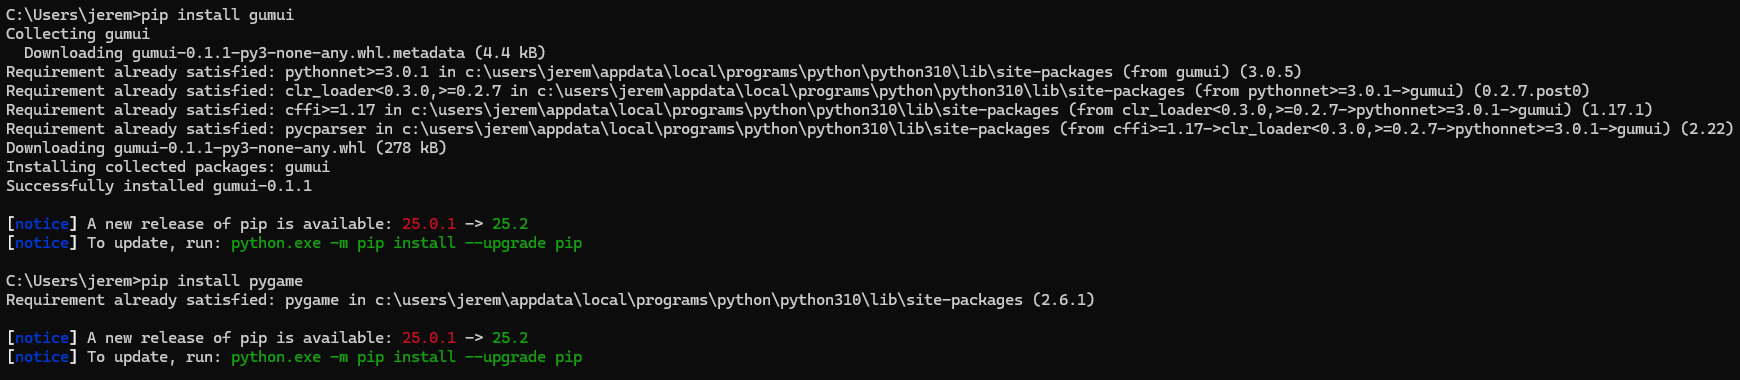 C:\Users\jerem>pip install gumui
Collecting gumui
  Downloading gumui-0.1.1-py3-none-any.whl.metadata (4.4 kB)
Requirement already satisfied: pythonnet>=3.0.1 in c:\users\jerem\appdata\local\programs\python\python310\lib\site-packages (from gumui) (3.0.5)
Requirement already satisfied: clr_loader<0.3.0,>=0.2.7 in c:\users\jerem\appdata\local\programs\python\python310\lib\site-packages (from pythonnet>=3.0.1->gumui) (0.2.7.post0)
Requirement already satisfied: cffi>=1.17 in c:\users\jerem\appdata\local\programs\python\python310\lib\site-packages (from clr_loader<0.3.0,>=0.2.7->pythonnet>=3.0.1->gumui) (1.17.1)
Requirement already satisfied: pycparser in c:\users\jerem\appdata\local\programs\python\python310\lib\site-packages (from cffi>=1.17->clr_loader<0.3.0,>=0.2.7->pythonnet>=3.0.1->gumui) (2.22)
Downloading gumui-0.1.1-py3-none-any.whl (278 kB)
Installing collected packages: gumui
Successfully installed gumui-0.1.1
[notice] A new release of pip is available: 25.0.1 -> 25.2
[notice] To update, run: python.exe -m pip install --upgrade pip
C:\Users\jerem>pip install pygame
Requirement already satisfied: pygame in c:\users\jerem\appdata\local\programs\python\python310\lib\site-packages (2.6.1)
[notice] A new release of pip is available: 25.0.1 -> 25.2
[notice] To update, run: python.exe -m pip install --upgrade pip